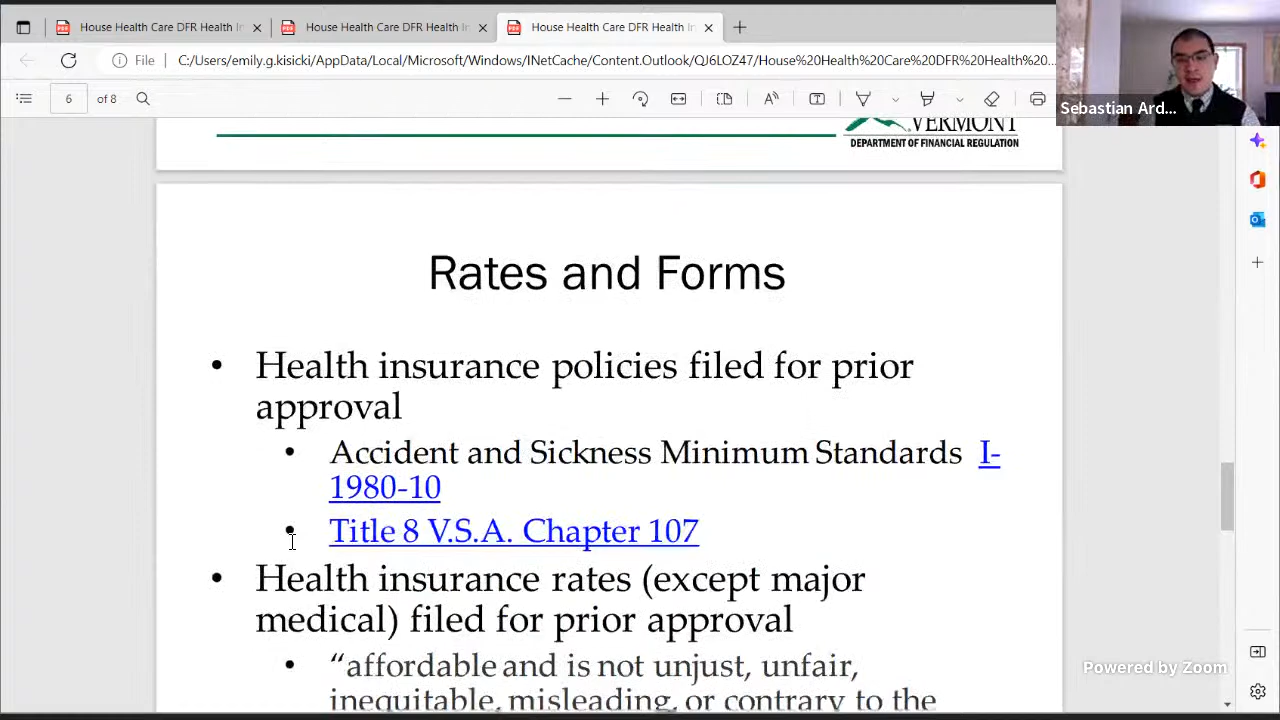 House Health Care DFR Health In
House Health Care DFR Health In
House Health Care DFR Health In
File
C:/Users/emily.g.kisicki/AppData/Local/Microsoft/Windows/INetCache/Content.Outlook/QJ6LOZ47/House%20Health%20Care%20DFR%20Health%20...
6 of 8
Sebastian Ard...
VERMONT
DEPARTMENT OF FINANCIAL REGULATION
Rates and Forms
• Health insurance policies filed for prior
approval
• Accident and Sickness Minimum Standards I-
1980-10
• Title 8 V.S.A. Chapter 107
• Health insurance rates (except major
medical) filed for prior approval
• “affordable and is not unjust, unfair,
inequitable, misleading, or contrary to the
Powered by Zoom